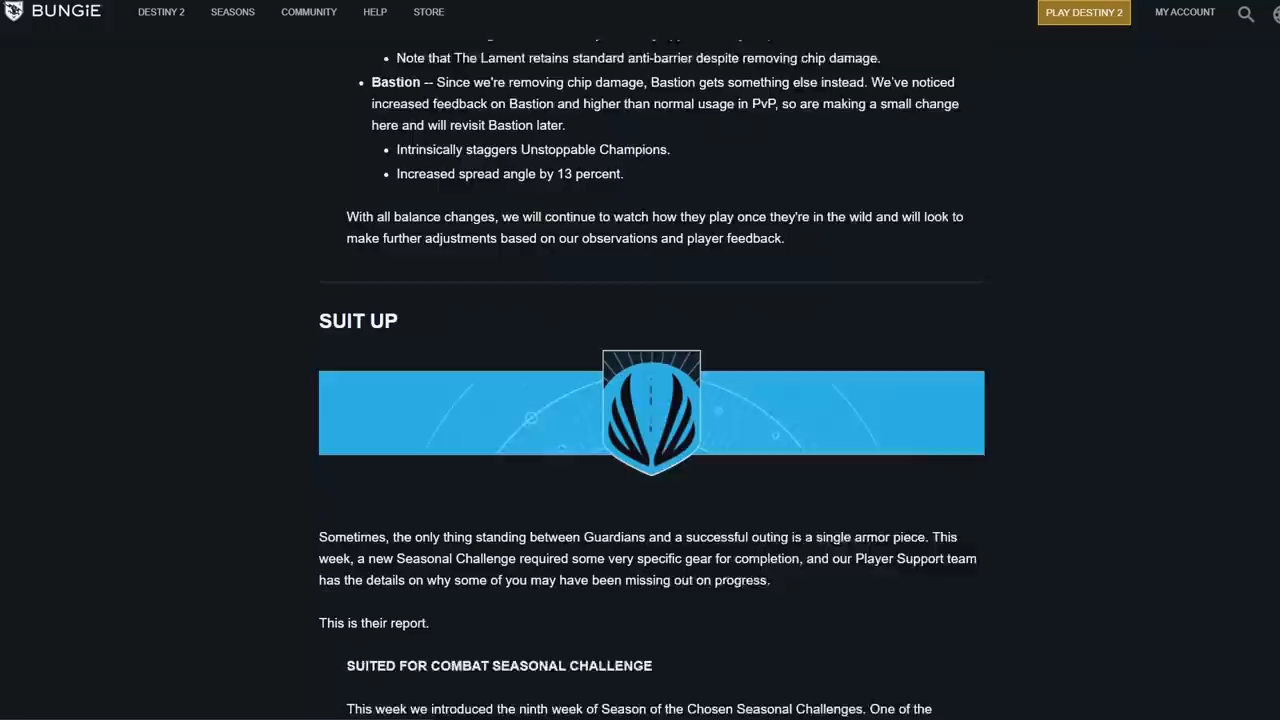 BUNGiE
DESTINY 2
SEASONS
COMMUNITY
HELP
STORE
PLAY DESTINY 2
MY ACCOUNT
• Note that The Lament retains standard anti-barrier despite removing chip damage.
• Bastion -- Since we're removing chip damage, Bastion gets something else instead. We've noticed
increased feedback on Bastion and higher than normal usage in PvP, so are making a small change
here and will revisit Bastion later.
• Intrinsically staggers Unstoppable Champions.
• Increased spread angle by 13 percent.
With all balance changes, we will continue to watch how they play once they're in the wild and will look to
make further adjustments based on our observations and player feedback.
SUIT UP
Sometimes, the only thing standing between Guardians and a successful outing is a single armor piece. This
week, a new Seasonal Challenge required some very specific gear for completion, and our Player Support team
has the details on why some of you may have been missing out on progress.
This is their report.
SUITED FOR COMBAT SEASONAL CHALLENGE
This week we introduced the ninth week of Season of the Chosen Seasonal Challenges. One of the